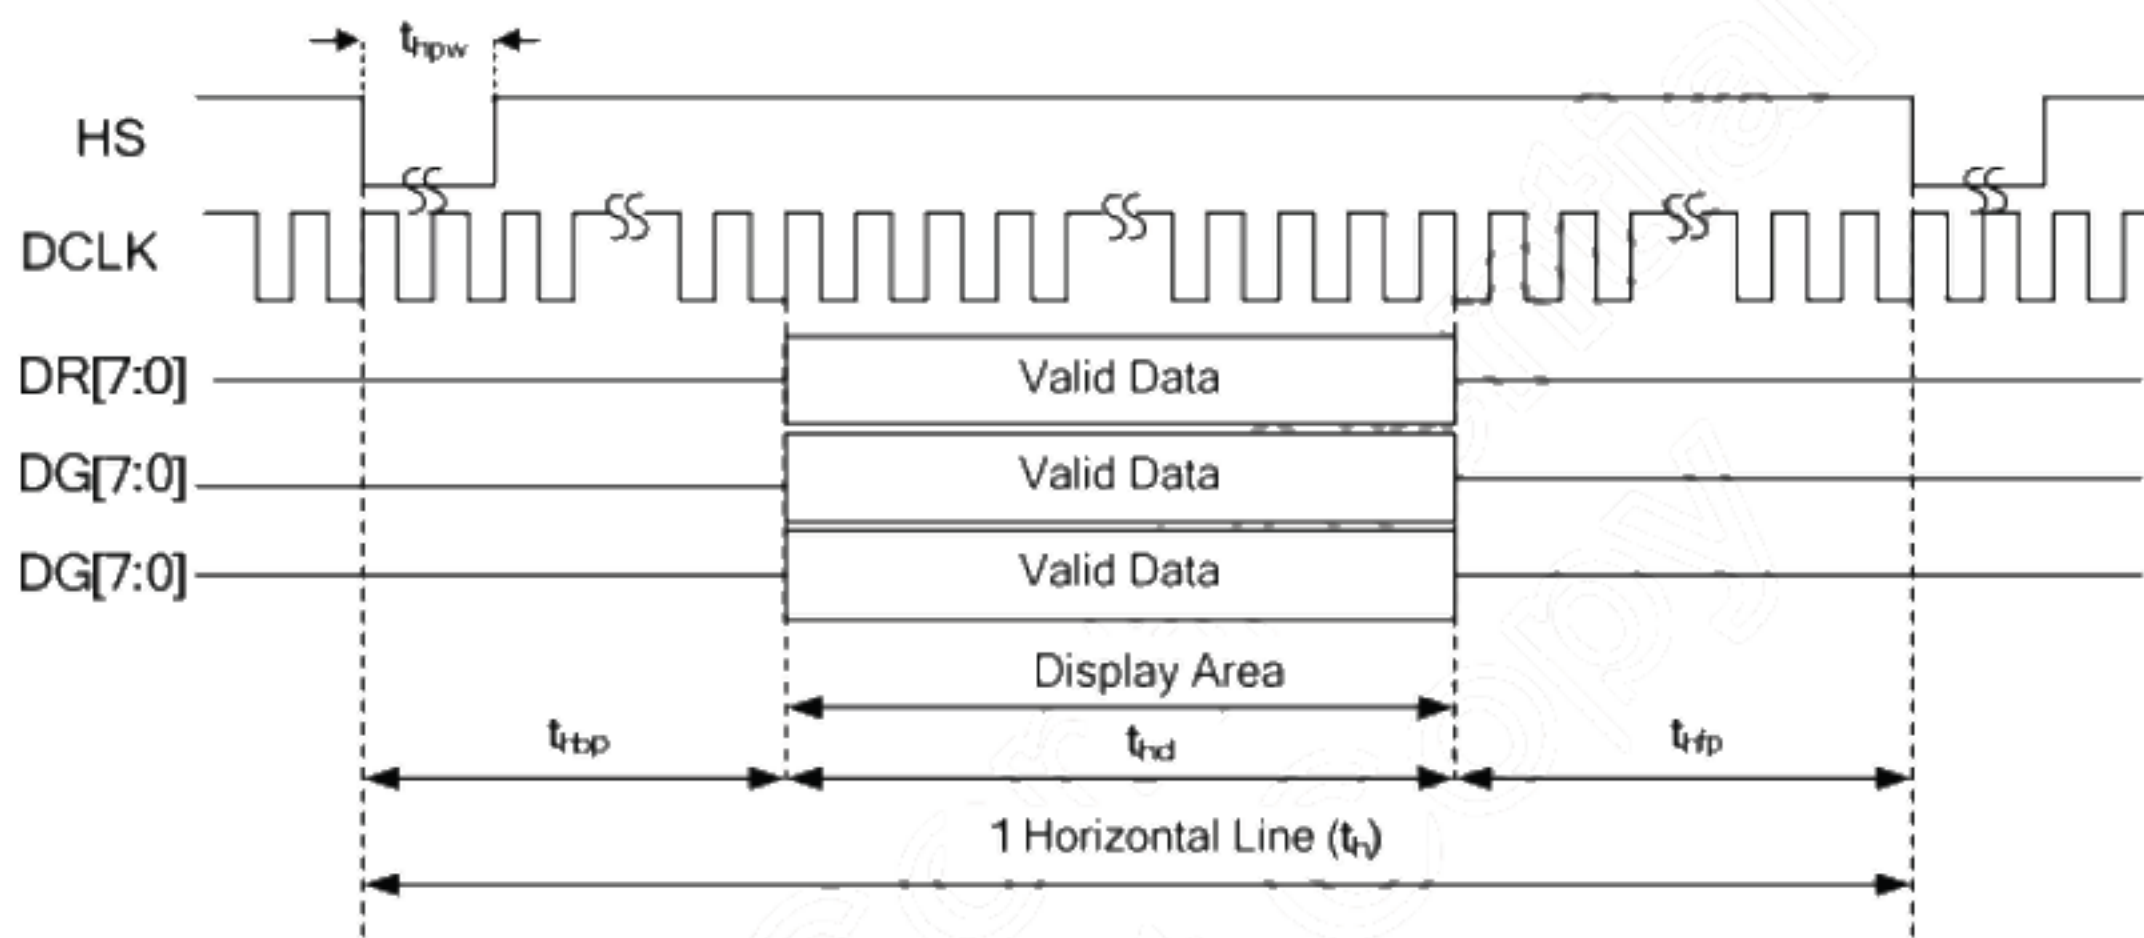 thpw
HS
DCLK
DR[7:0] Valid Data
DG[7:0] Valid Data
DG[7:0] Valid Data
Display Area
thbp thd thfp
1 Horizontal Line (th)